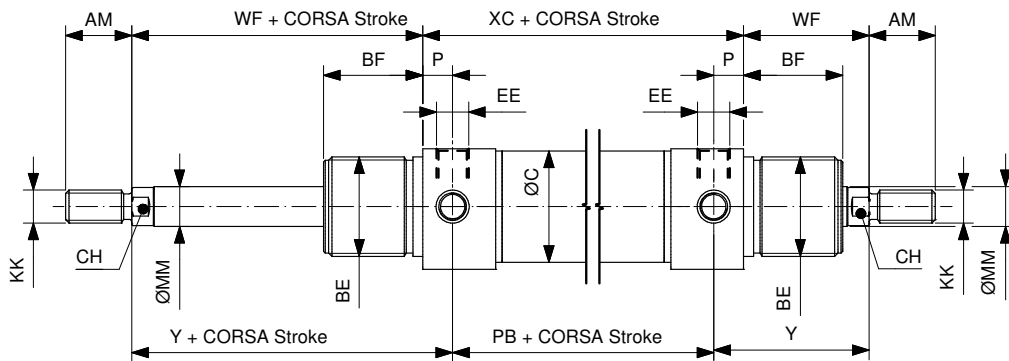 AM
WF + CORSA Stroke
XC + CORSA Stroke
WF
AM
BF
P
P
BF
EE
EE
KK
CH
ØMM
BE
ØC
BE
CH
KK
ØMM
Y + CORSA Stroke
PB + CORSA Stroke
Y